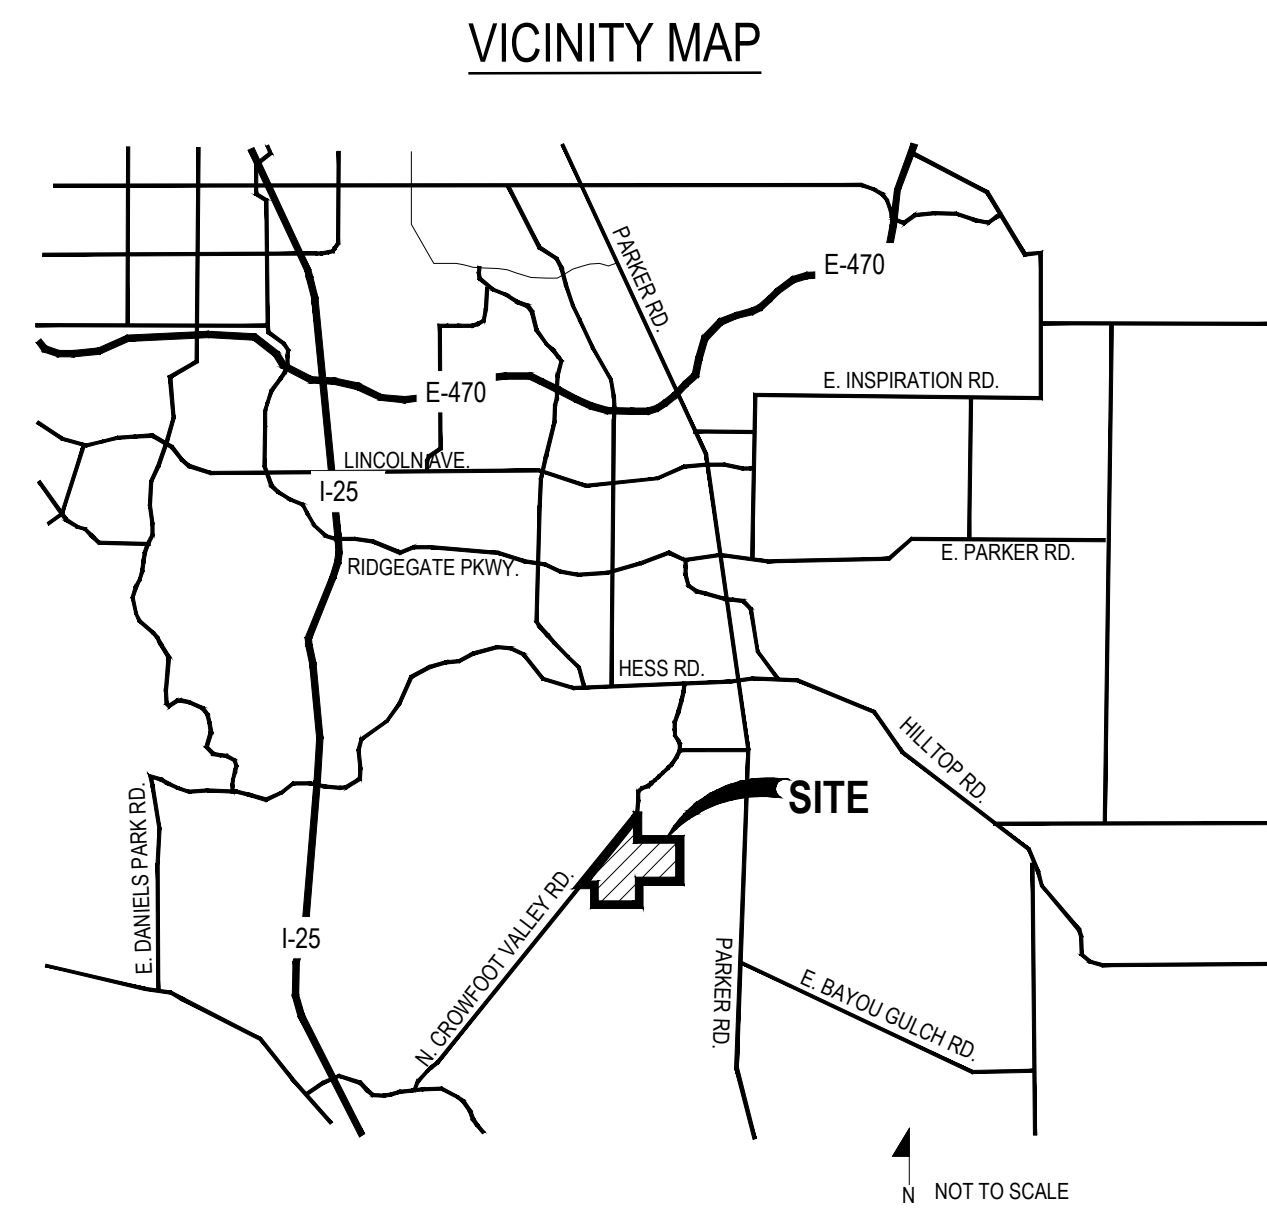 VICINITY MAP
PARKER RD.
E-470
E. INSPIRATION RD.
E-470
LINCOLN AVE.
I-25
E. PARKER RD.
RIDGEGATE PKWY.
HESS RD.
HILLTOP RD.
SITE
E. DANIELS PARK RD.
N. CROWFOOT VALLEY RD.
I-25
PARKER RD.
E. BAYOU GULCH RD.
N
NOT TO SCALE